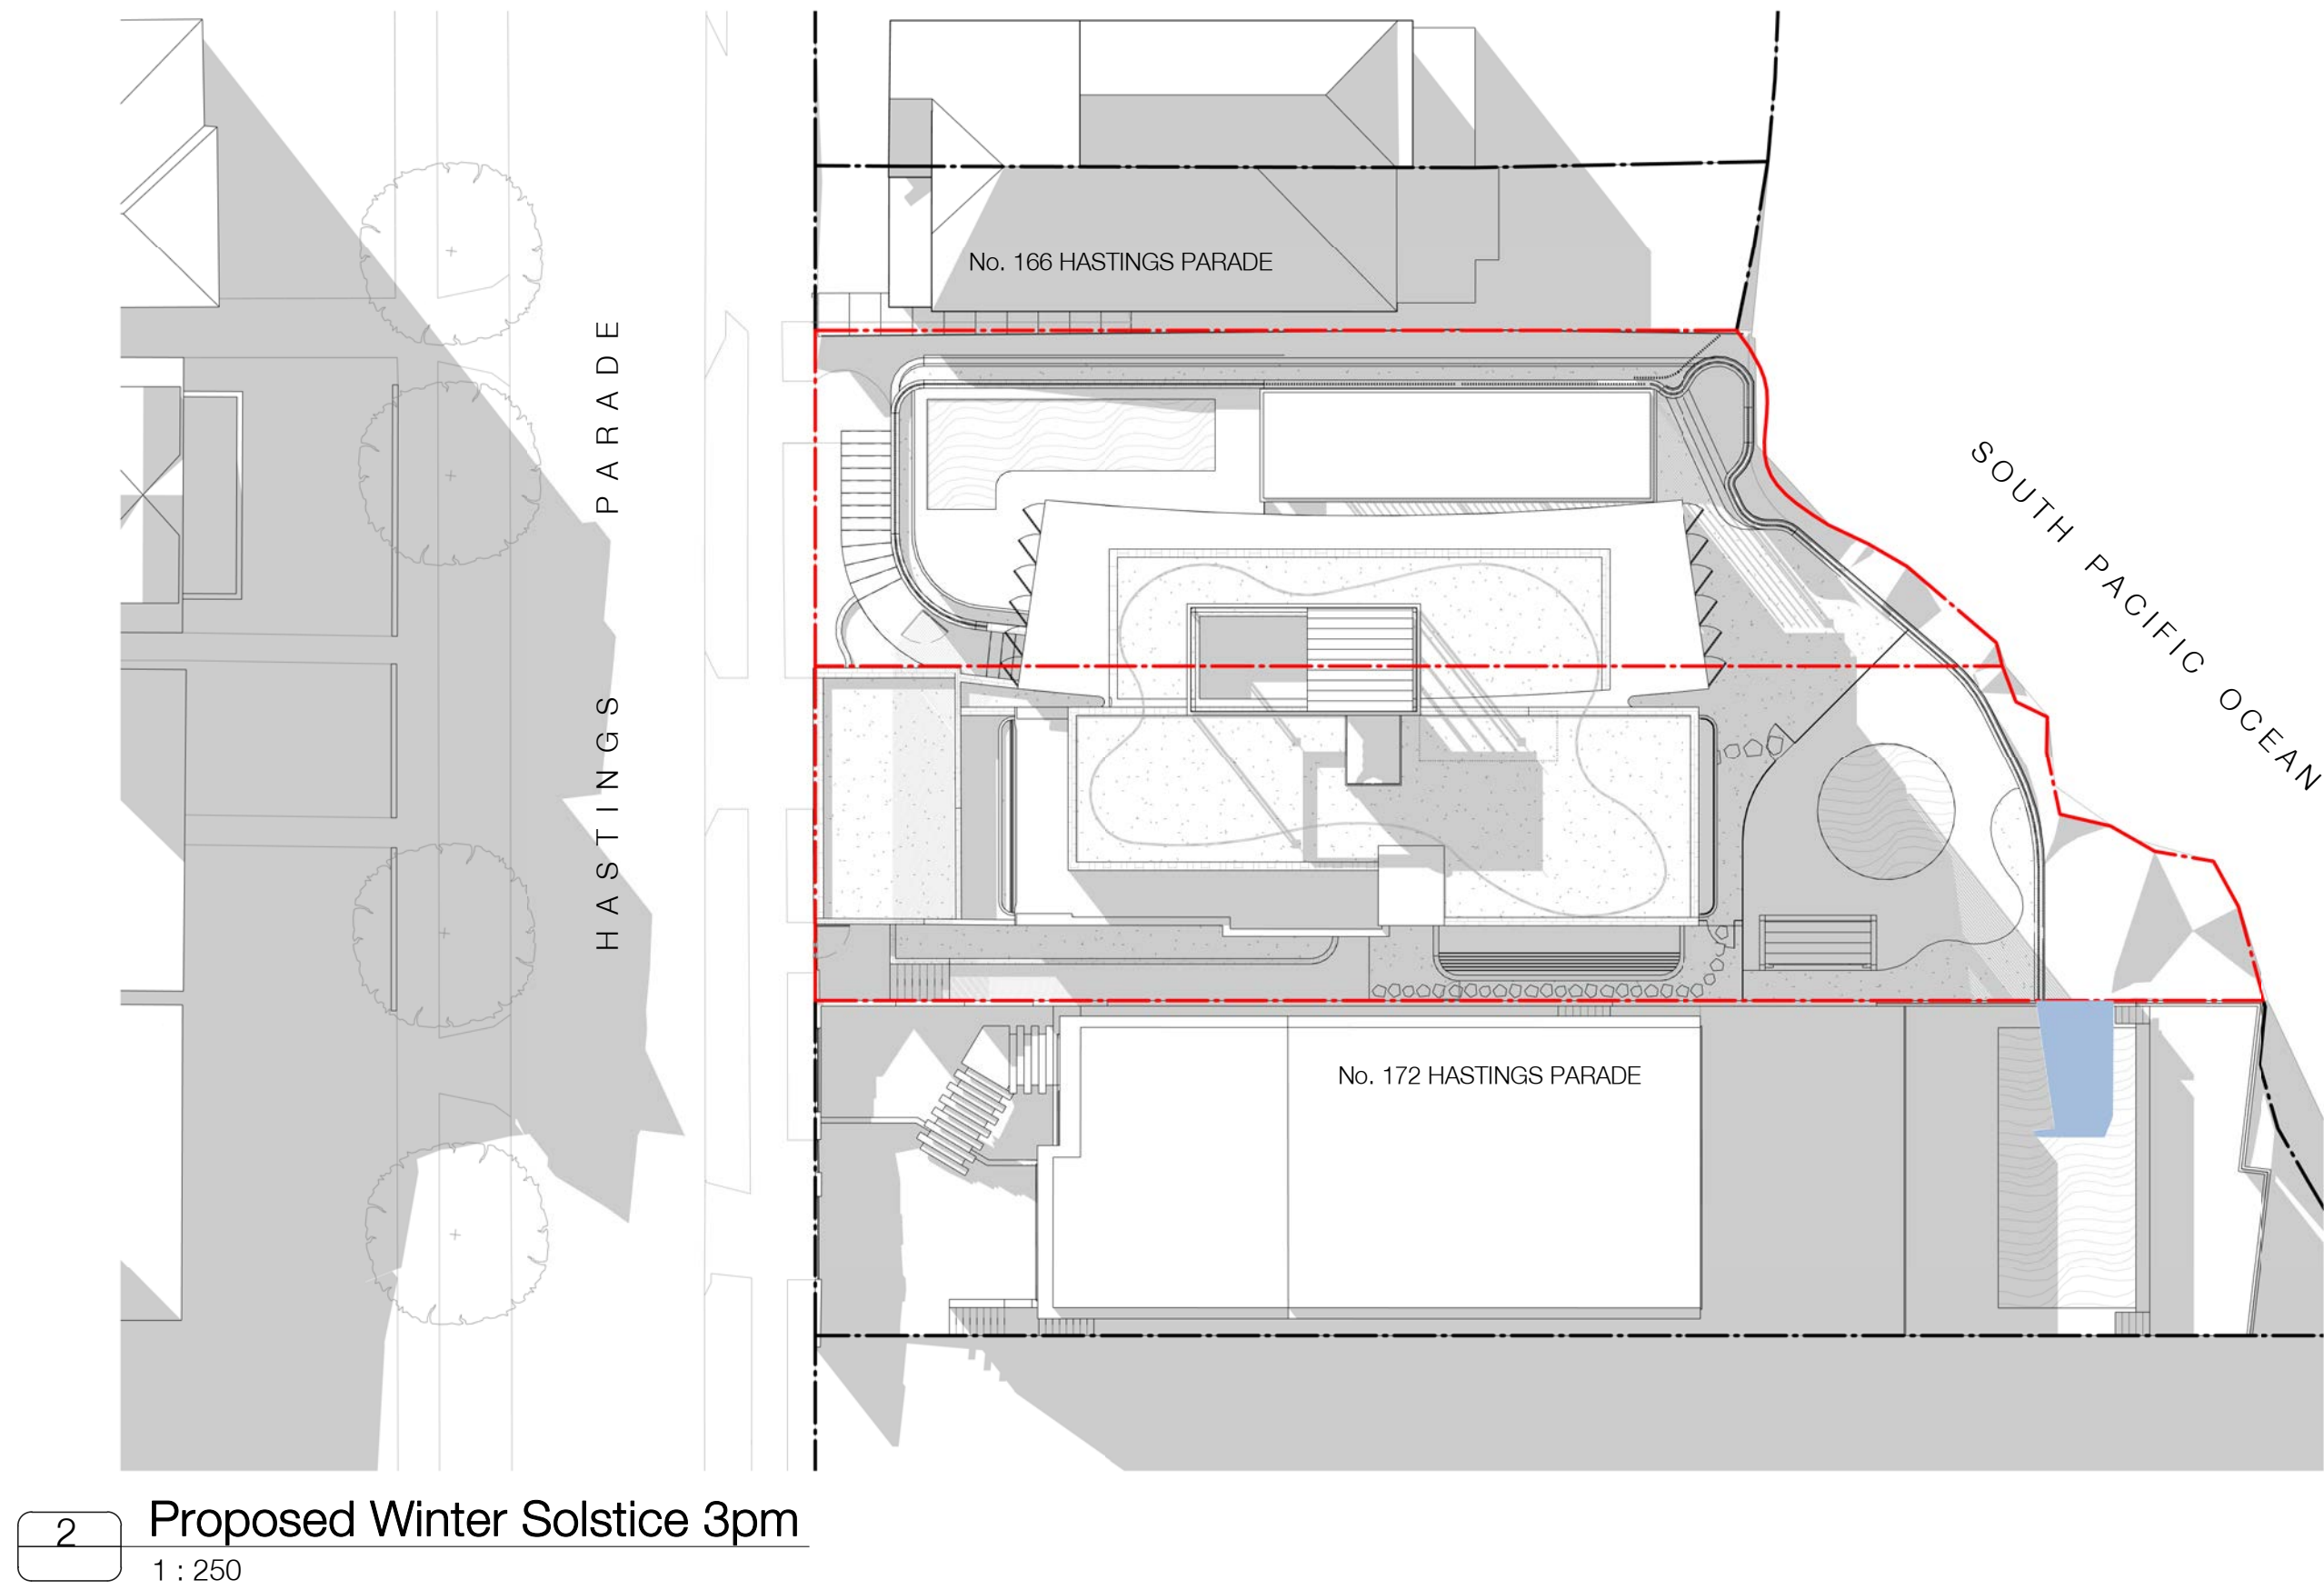 No. 166 HASTINGS PARADE
HASTINGS PARADE
SOUTH PACIFIC OCEAN
No. 172 HASTINGS PARADE
2
Proposed Winter Solstice 3pm
1 : 250